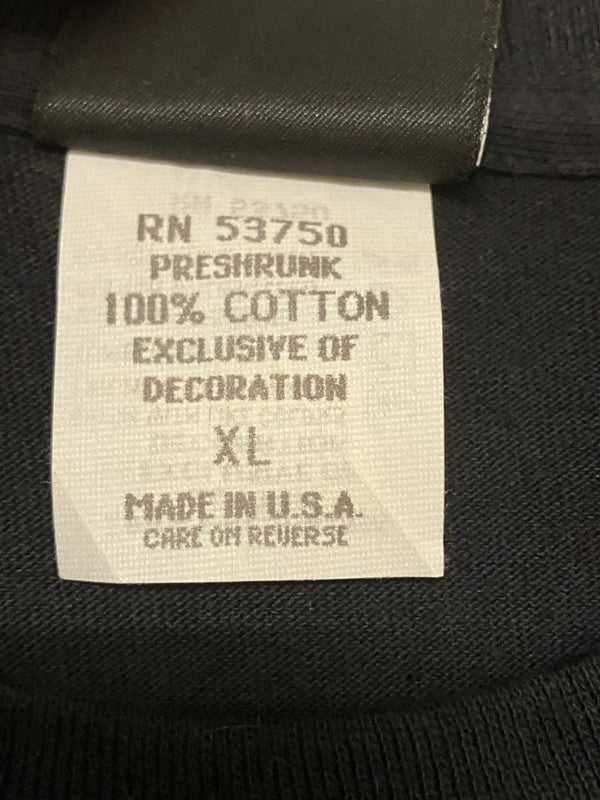 RN 53750
PRESHRUNK
100% COTTON
EXCLUSIVE OF
DECORATION
XL
MADE IN U.S.A.
CARE ON REVERSE